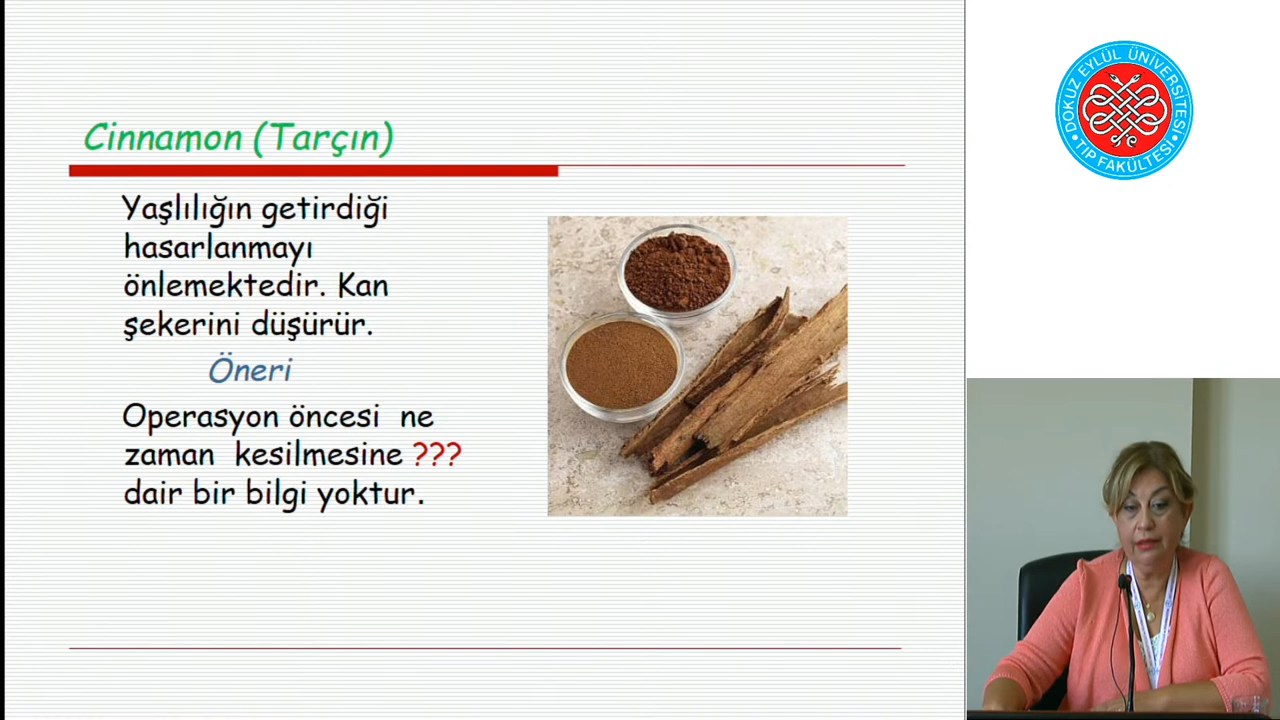 Cinnamon (Tarçın)
Yaşlılığın getirdiği
hasarlanmayı
önlemektedir. Kan
şekerini düşürür.
Öneri
Operasyon öncesi ne
zaman kesilmesine ???
dair bir bilgi yoktur.
DOKUZ EYLÜL ÜNİVERSİTESİ
• TIP FAKÜLTESİ •